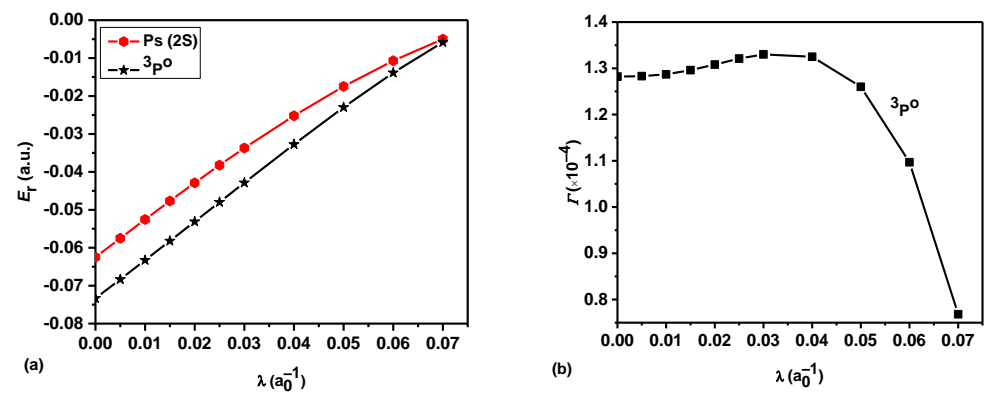 0.00
-0.01
-0.02
-0.03
-0.04
-0.05
-0.06
-0.07
-0.08
E_r (a.u.)
Ps (2S)
³Pᵒ
0.00 0.01 0.02 0.03 0.04 0.05 0.06 0.07
λ (a₀⁻¹)
(a)
1.4
1.3
1.2
1.1
1.0
0.9
0.8
Γ (×10⁻⁴)
³Pᵒ
0.00 0.01 0.02 0.03 0.04 0.05 0.06 0.07
λ (a₀⁻¹)
(b)